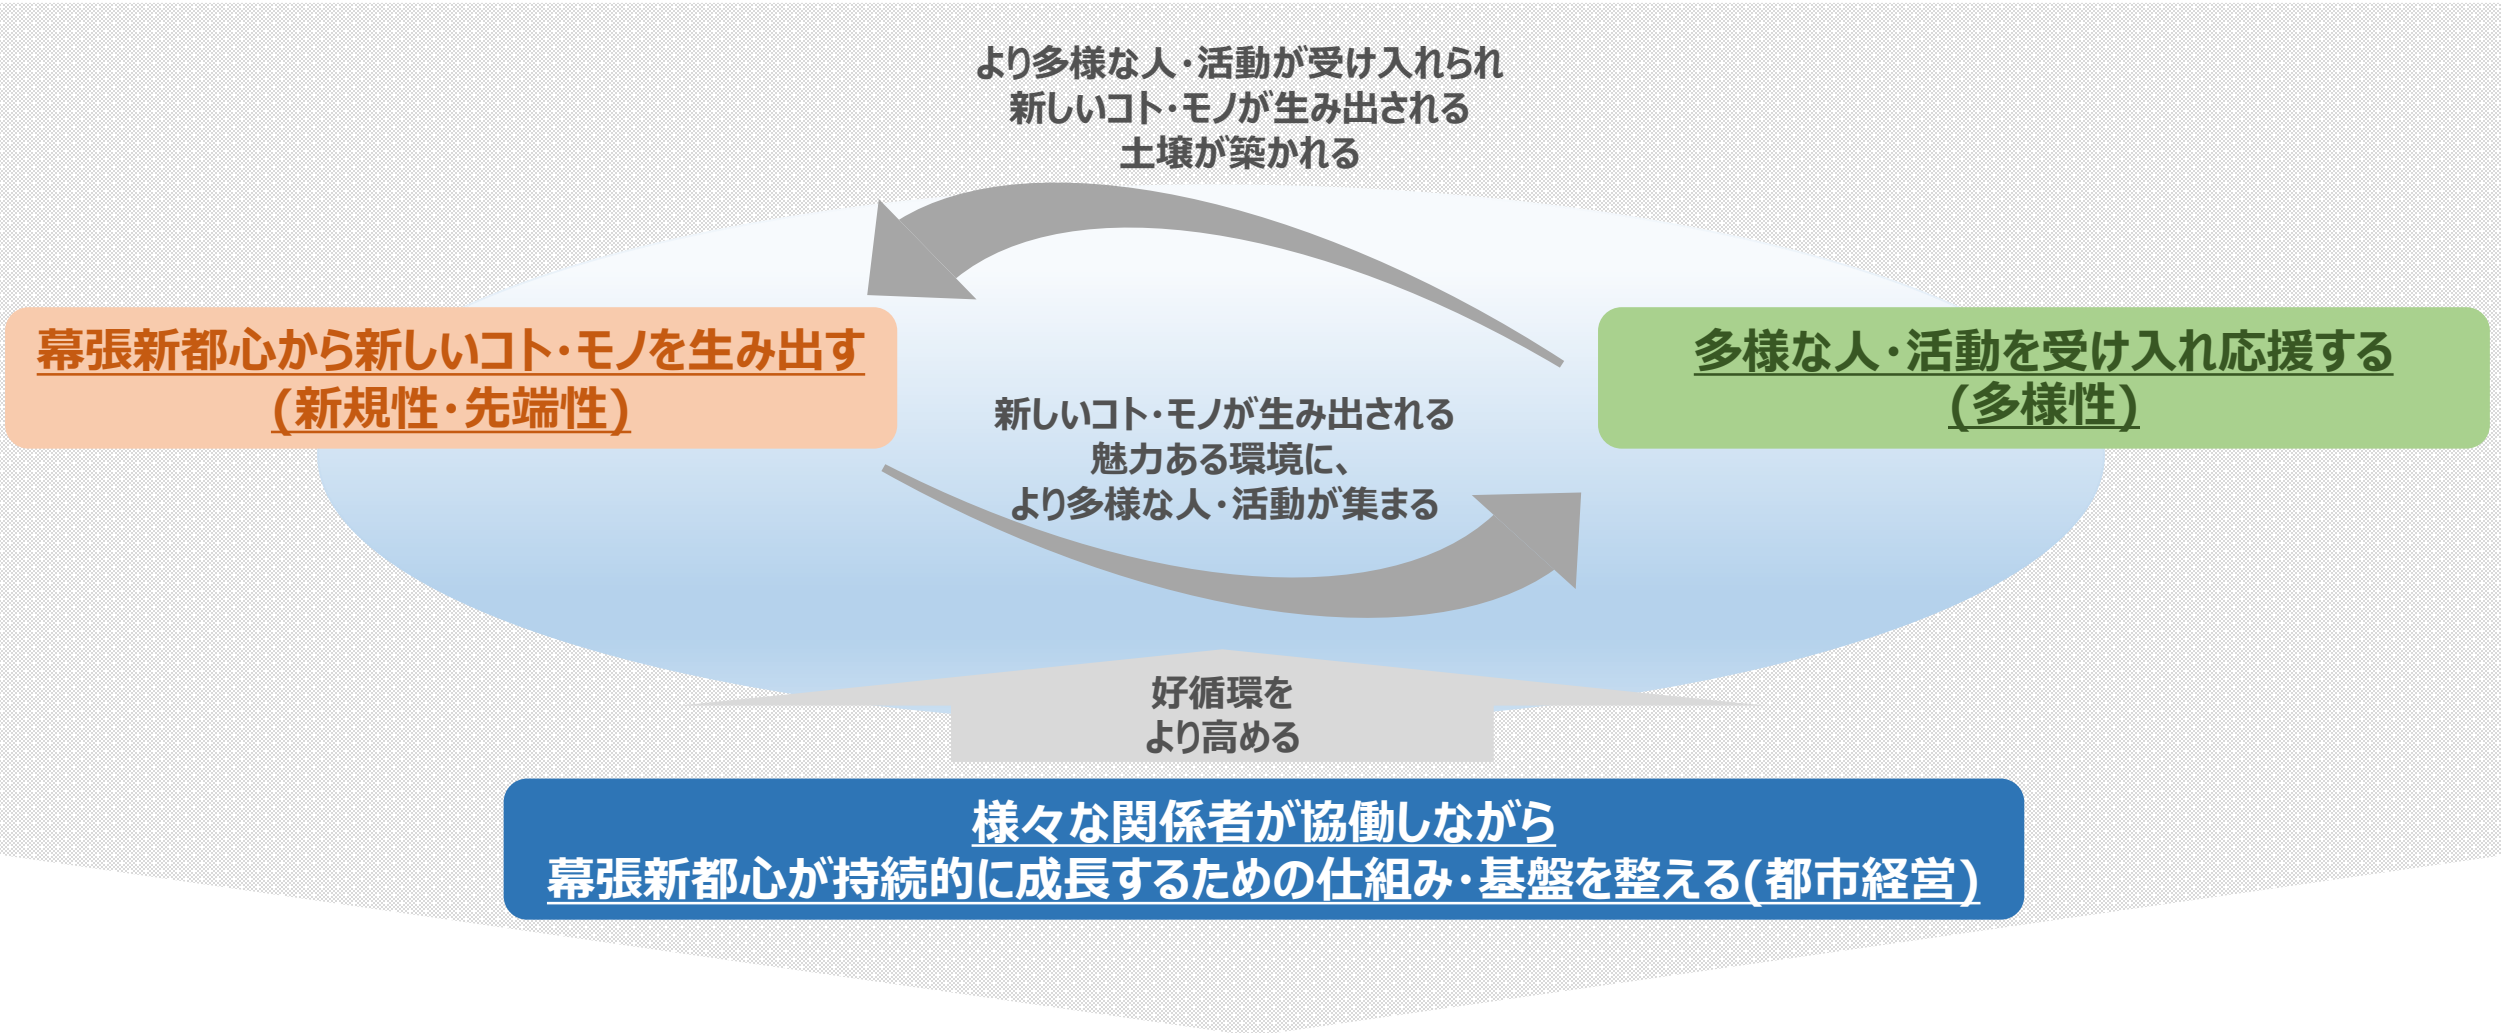 より多様な人・活動が受け入れられ
新しいコト・モノが生み出される
土壌が築かれる
幕張新都心から新しいコト・モノを生み出す
(新規性・先端性)
多様な人・活動を受け入れ応援する
(多様性)
新しいコト・モノが生み出される
魅力ある環境に、
より多様な人・活動が集まる
好循環を
より高める
様々な関係者が協働しながら
幕張新都心が持続的に成長するための仕組み・基盤を整える(都市経営)